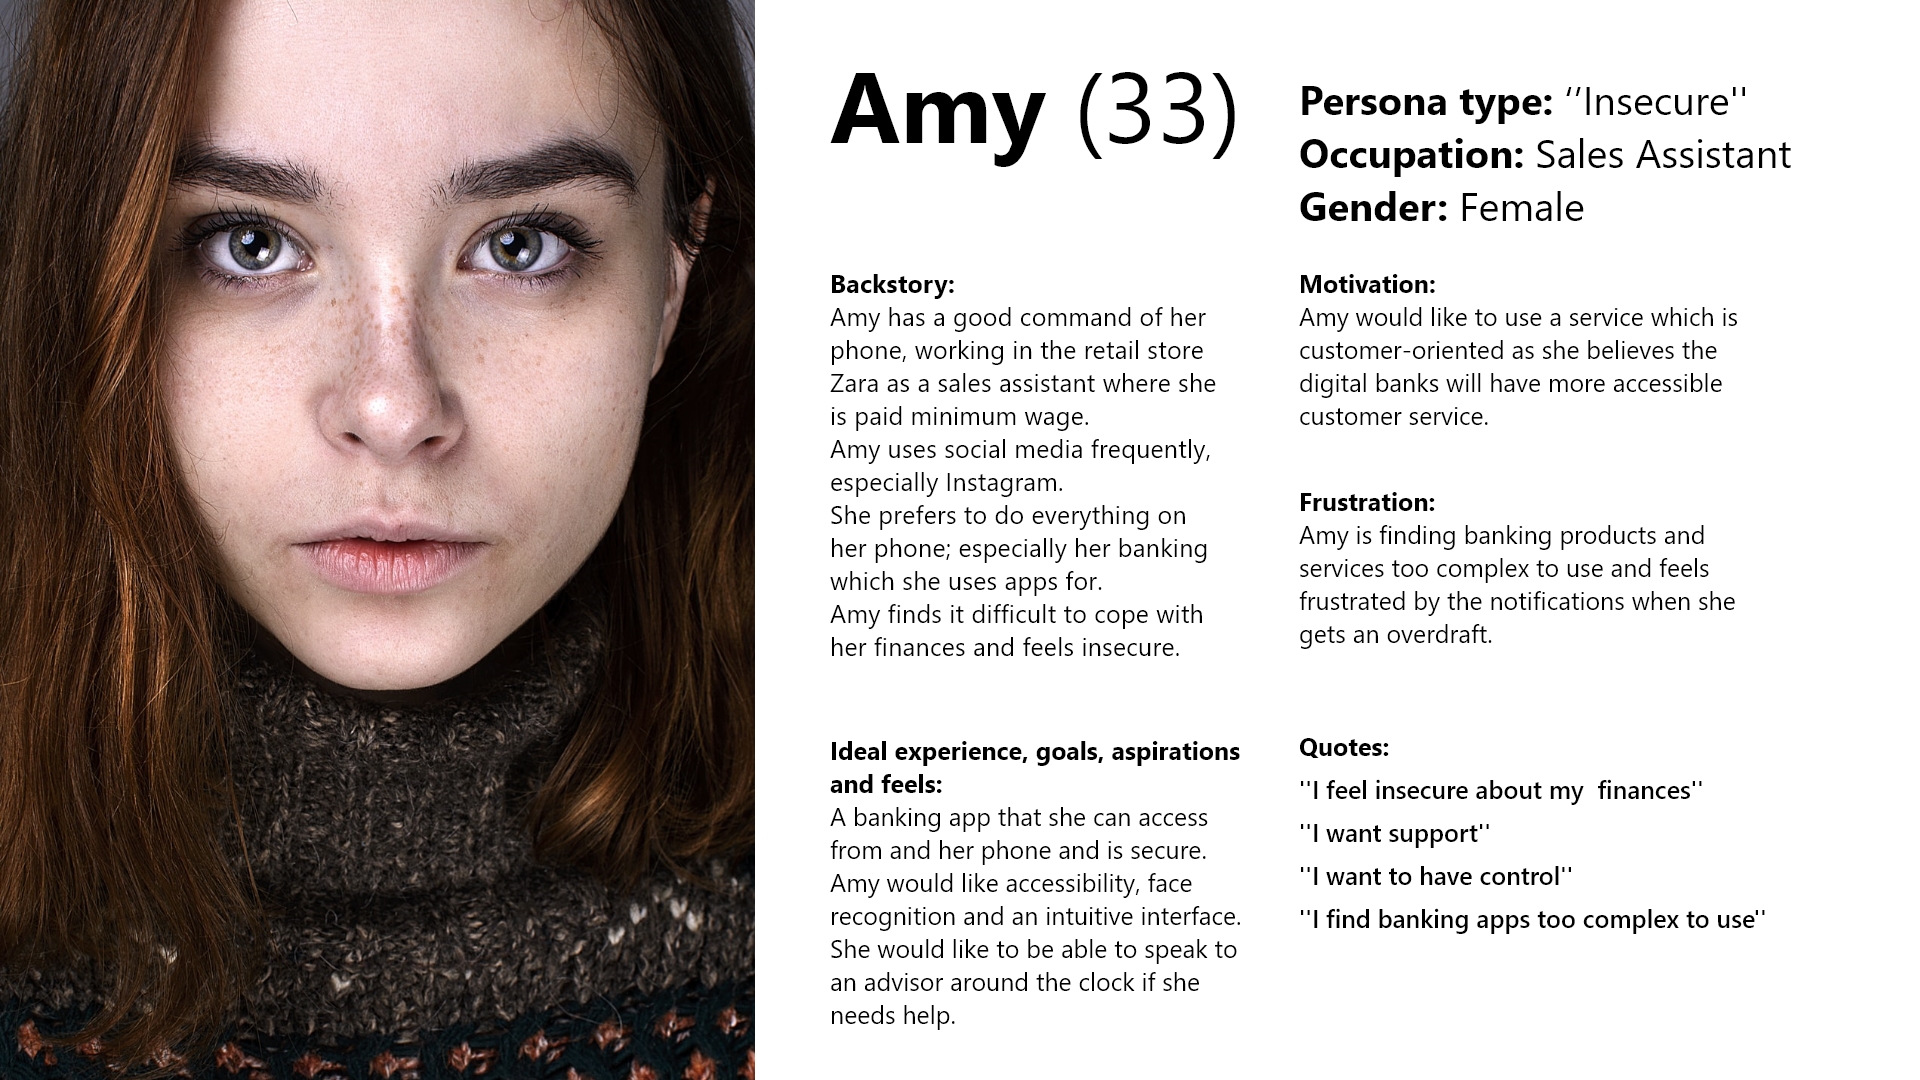 Amy (33)
Persona type: ‘’Insecure''
Occupation: Sales Assistant
Gender: Female
Backstory:
Amy has a good command of her
phone, working in the retail store
Zara as a sales assistant where she
is paid minimum wage.
Amy uses social media frequently,
especially Instagram.
She prefers to do everything on
her phone; especially her banking
which she uses apps for.
Amy finds it difficult to cope with
her finances and feels insecure.
Motivation:
Amy would like to use a service which is
customer-oriented as she believes the
digital banks will have more accessible
customer service.
Frustration:
Amy is finding banking products and
services too complex to use and feels
frustrated by the notifications when she
gets an overdraft.
Ideal experience, goals, aspirations
and feels:
A banking app that she can access
from and her phone and is secure.
Amy would like accessibility, face
recognition and an intuitive interface.
She would like to be able to speak to
an advisor around the clock if she
needs help.
Quotes:
''I feel insecure about my  finances''
''I want support''
''I want to have control''
''I find banking apps too complex to use''